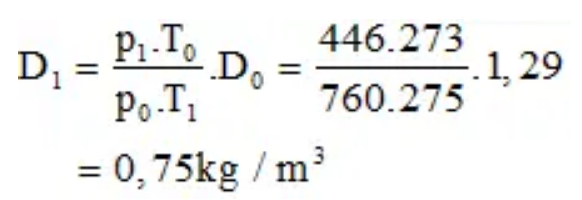 D₁ = p₁.T₀ / p₀.T₁ .D₀ = 446.273 / 760.275 .1,29
= 0,75kg / m³